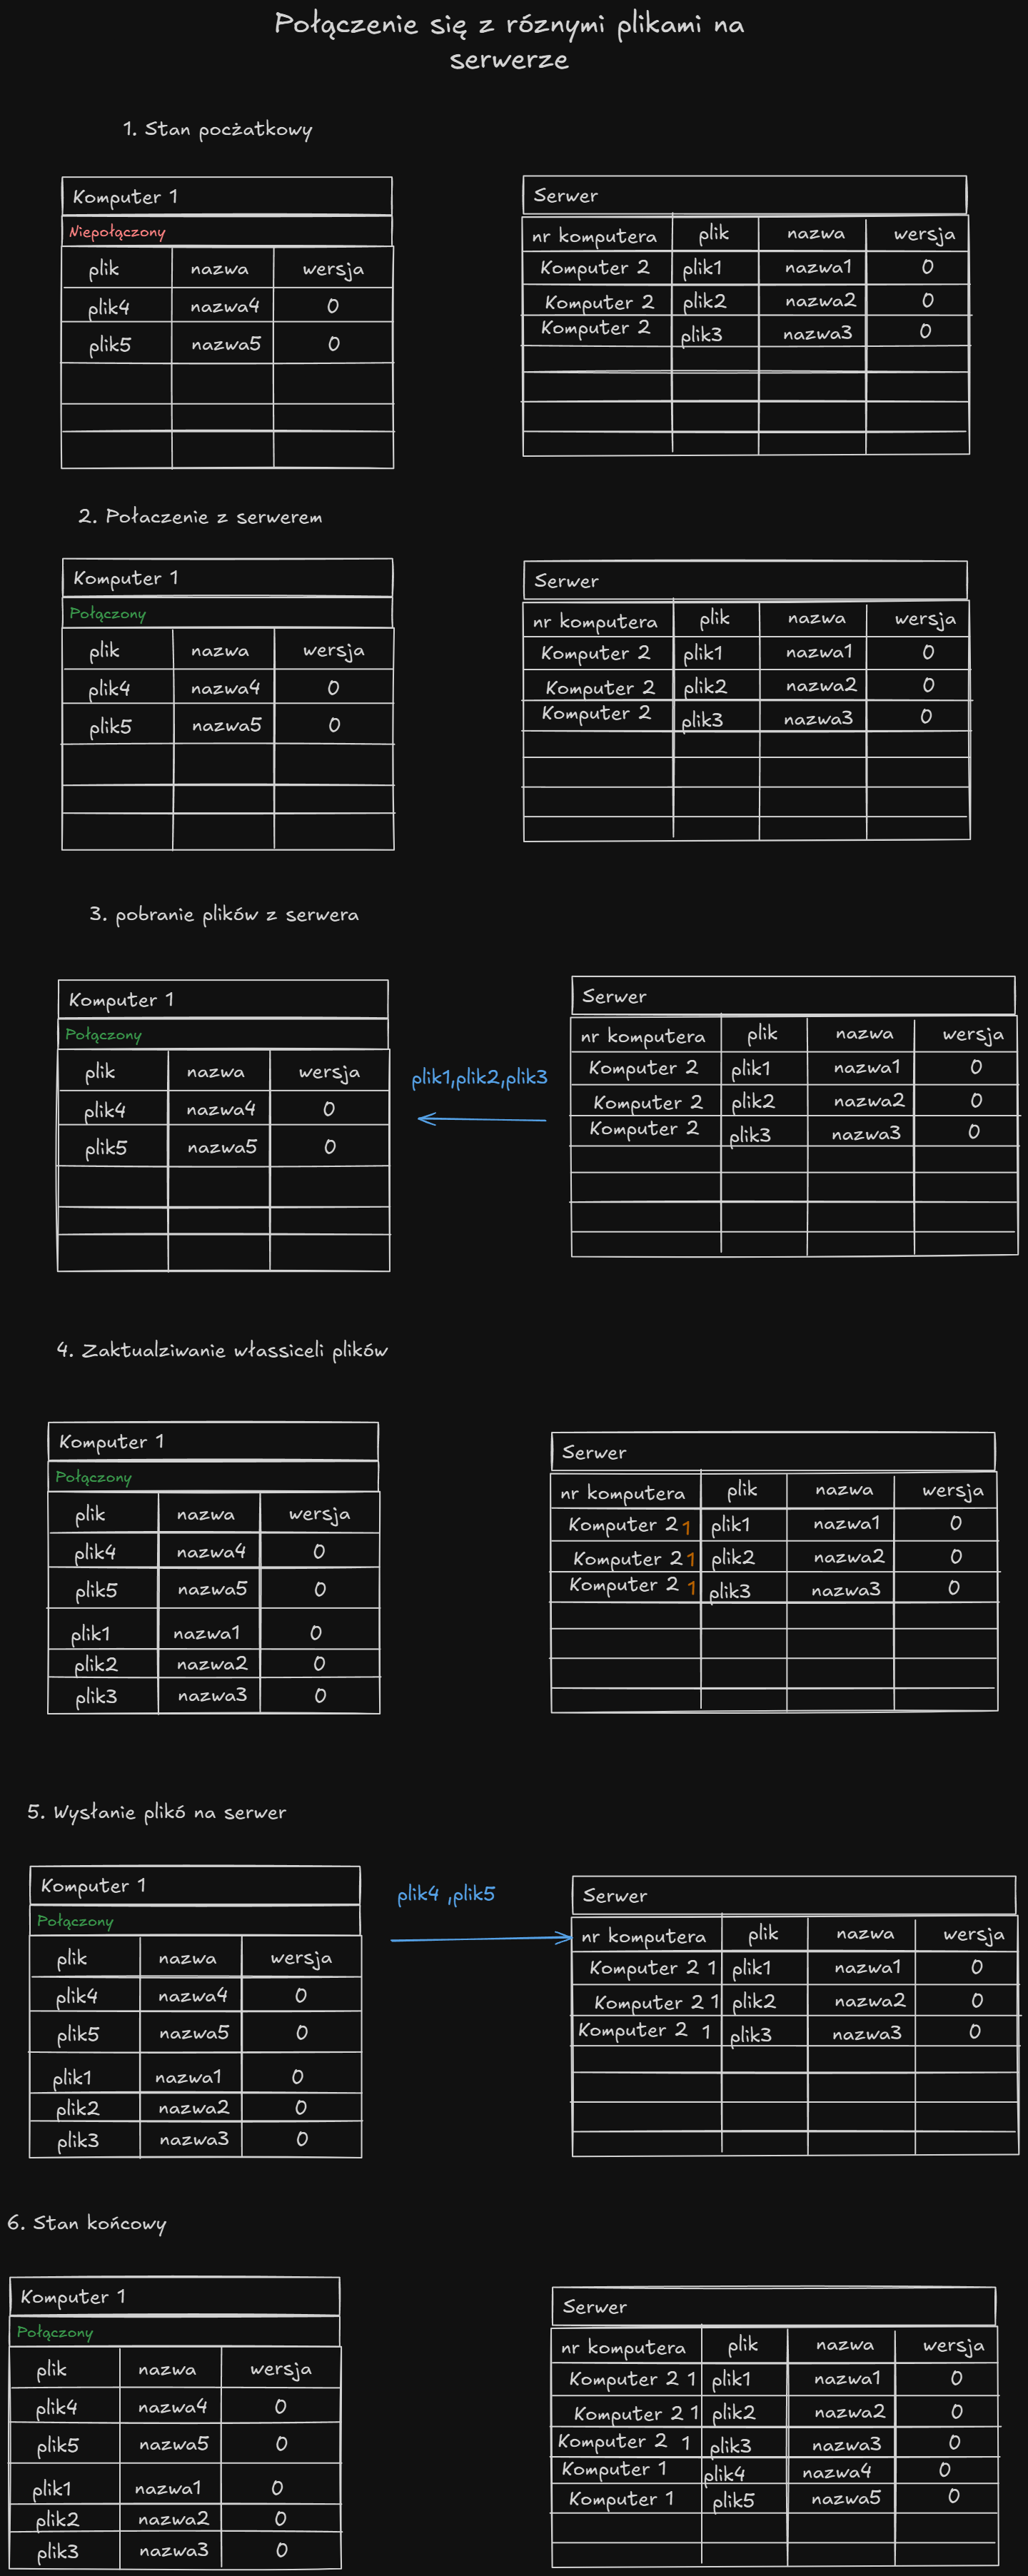 Połączenie się z róznymi plikami na
serwerze
1. Stan poczàtkowy
Komputer 1
Niepołączony
plik nazwa wersja
plik4 nazwa4 0
plik5 nazwa5 0
Serwer
nr komputera plik nazwa wersja
Komputer 2 plik1 nazwa1 0
Komputer 2 plik2 nazwa2 0
Komputer 2 plik3 nazwa3 0
2. Połaczenie z serwerem
Komputer 1
Połączony
plik nazwa wersja
plik4 nazwa4 0
plik5 nazwa5 0
Serwer
nr komputera plik nazwa wersja
Komputer 2 plik1 nazwa1 0
Komputer 2 plik2 nazwa2 0
Komputer 2 plik3 nazwa3 0
3. pobranie plików z serwera
Komputer 1
Połączony
plik nazwa wersja
plik4 nazwa4 0
plik5 nazwa5 0
plik1,plik2,plik3
Serwer
nr komputera plik nazwa wersja
Komputer 2 plik1 nazwa1 0
Komputer 2 plik2 nazwa2 0
Komputer 2 plik3 nazwa3 0
4. Zaktualziwanie włassiceli plików
Komputer 1
Połączony
plik nazwa wersja
plik4 nazwa4 0
plik5 nazwa5 0
plik1 nazwa1 0
plik2 nazwa2 0
plik3 nazwa3 0
Serwer
nr komputera plik nazwa wersja
Komputer 2 1 plik1 nazwa1 0
Komputer 2 1 plik2 nazwa2 0
Komputer 2 1 plik3 nazwa3 0
5. Wysłanie plikó na serwer
Komputer 1
Połączony
plik nazwa wersja
plik4 nazwa4 0
plik5 nazwa5 0
plik1 nazwa1 0
plik2 nazwa2 0
plik3 nazwa3 0
plik4 ,plik5
Serwer
nr komputera plik nazwa wersja
Komputer 2 1 plik1 nazwa1 0
Komputer 2 1 plik2 nazwa2 0
Komputer 2 1 plik3 nazwa3 0
6. Stan końcowy
Komputer 1
Połączony
plik nazwa wersja
plik4 nazwa4 0
plik5 nazwa5 0
plik1 nazwa1 0
plik2 nazwa2 0
plik3 nazwa3 0
Serwer
nr komputera plik nazwa wersja
Komputer 2 1 plik1 nazwa1 0
Komputer 2 1 plik2 nazwa2 0
Komputer 2 1 plik3 nazwa3 0
Komputer 1 plik4 nazwa4 0
Komputer 1 plik5 nazwa5 0